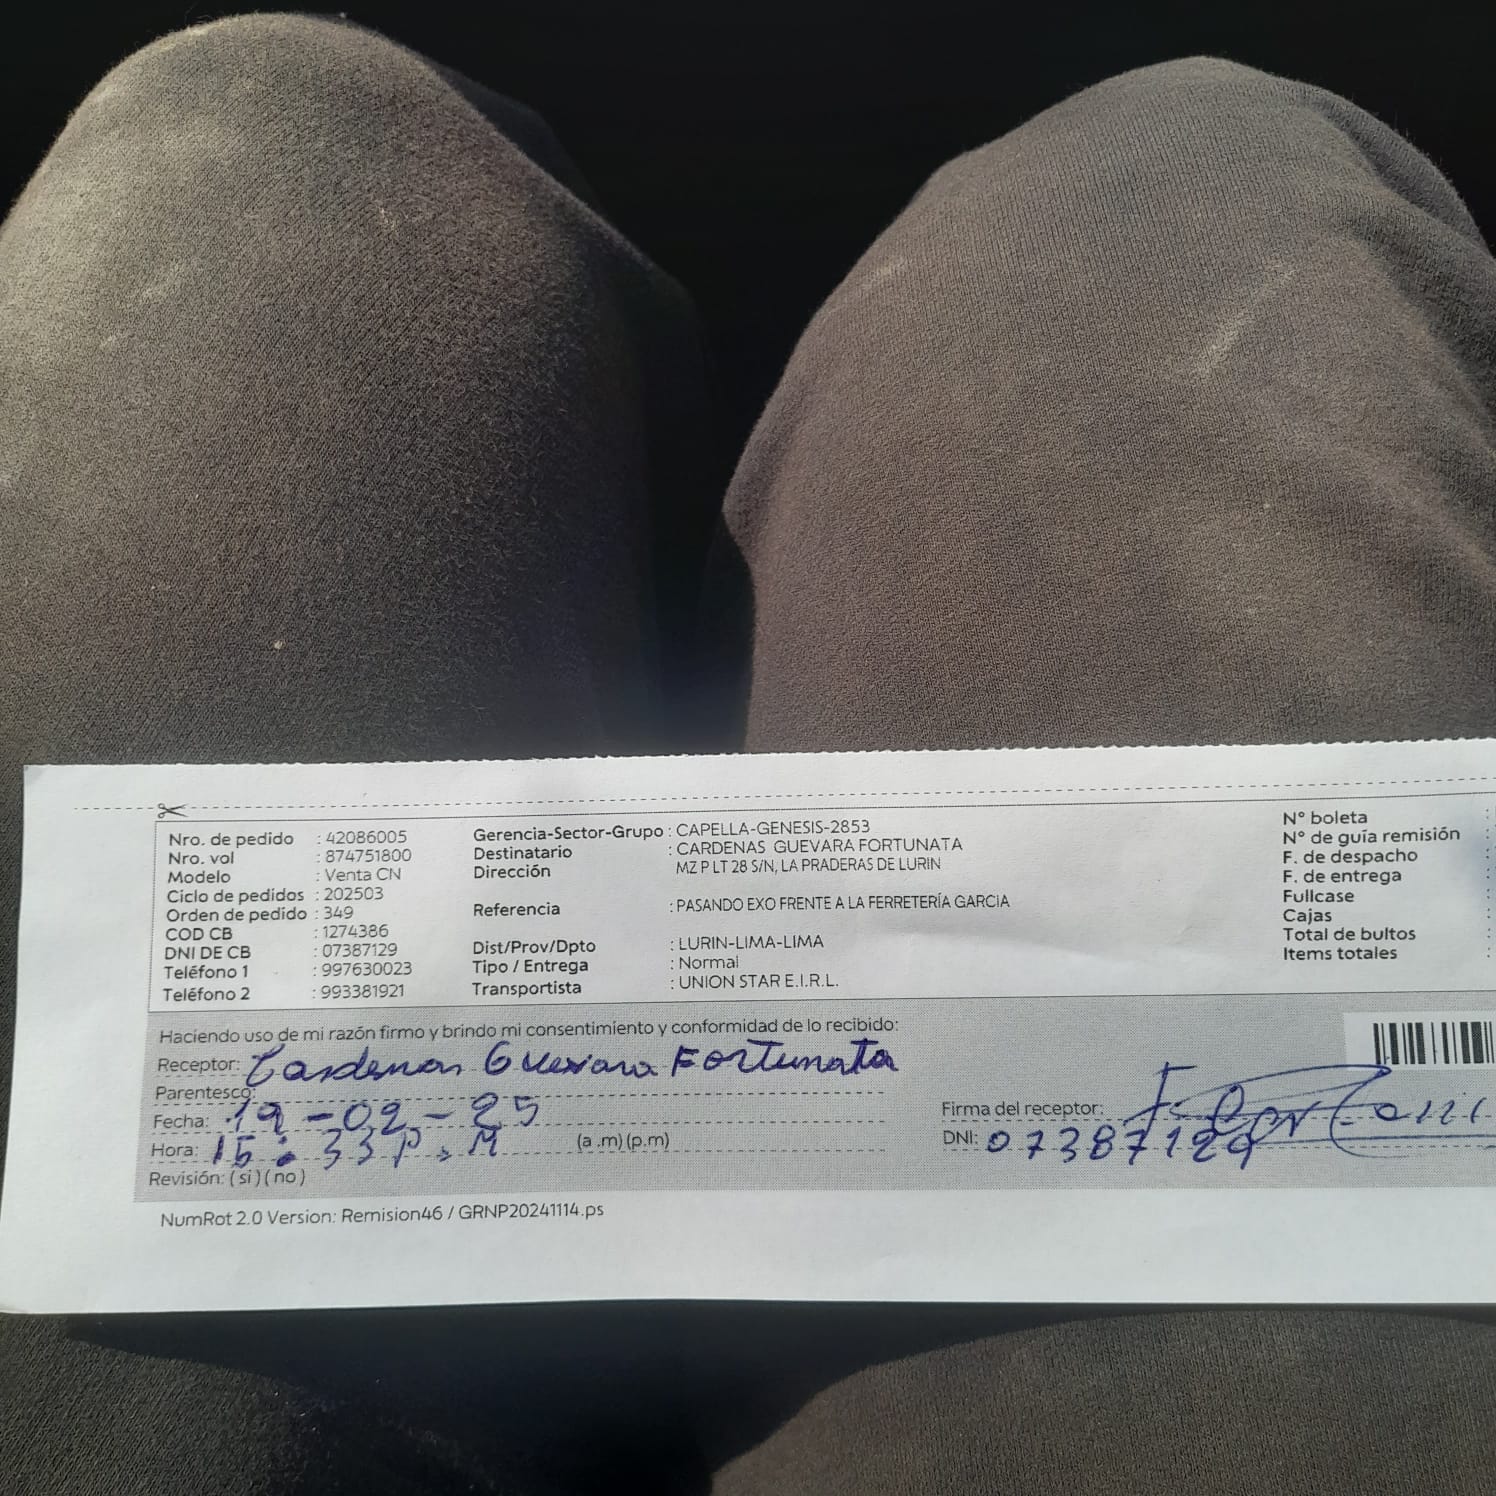 Nro. de pedido : 42086005
Nro. vol : 874751800
Modelo : Venta CN
Ciclo de pedidos : 202503
Orden de pedido : 349
COD CB : 1274386
DNI DE CB : 07387129
Teléfono 1 : 997630023
Teléfono 2 : 993381921
Gerencia-Sector-Grupo : CAPELLA-GENESIS-2853
Destinatario : CARDENAS GUEVARA FORTUNATA
Dirección MZ P LT 28 S/N, LA PRADERAS DE LURIN
Referencia : PASANDO EXO FRENTE A LA FERRETERÍA GARCIA
Dist/Prov/Dpto : LURIN-LIMA-LIMA
Tipo / Entrega : Normal
Transportista : UNION STAR E.I.R.L.
N° boleta :
N° de guía remisión :
F. de despacho :
F. de entrega :
Fullcase
Cajas
Total de bultos
Items totales :
Haciendo uso de mi razón firmo y brindo mi consentimiento y conformidad de lo recibido:
Receptor: Cardenas Guevara Fortunata
Parentesco:
Fecha: 19-02-25
Hora: 15:33 P.M (a .m) (p.m)
Revisión: ( si ) ( no )
Firma del receptor:
DNI: 07387129
NumRot 2.0 Version: Remision46 / GRNP20241114.ps